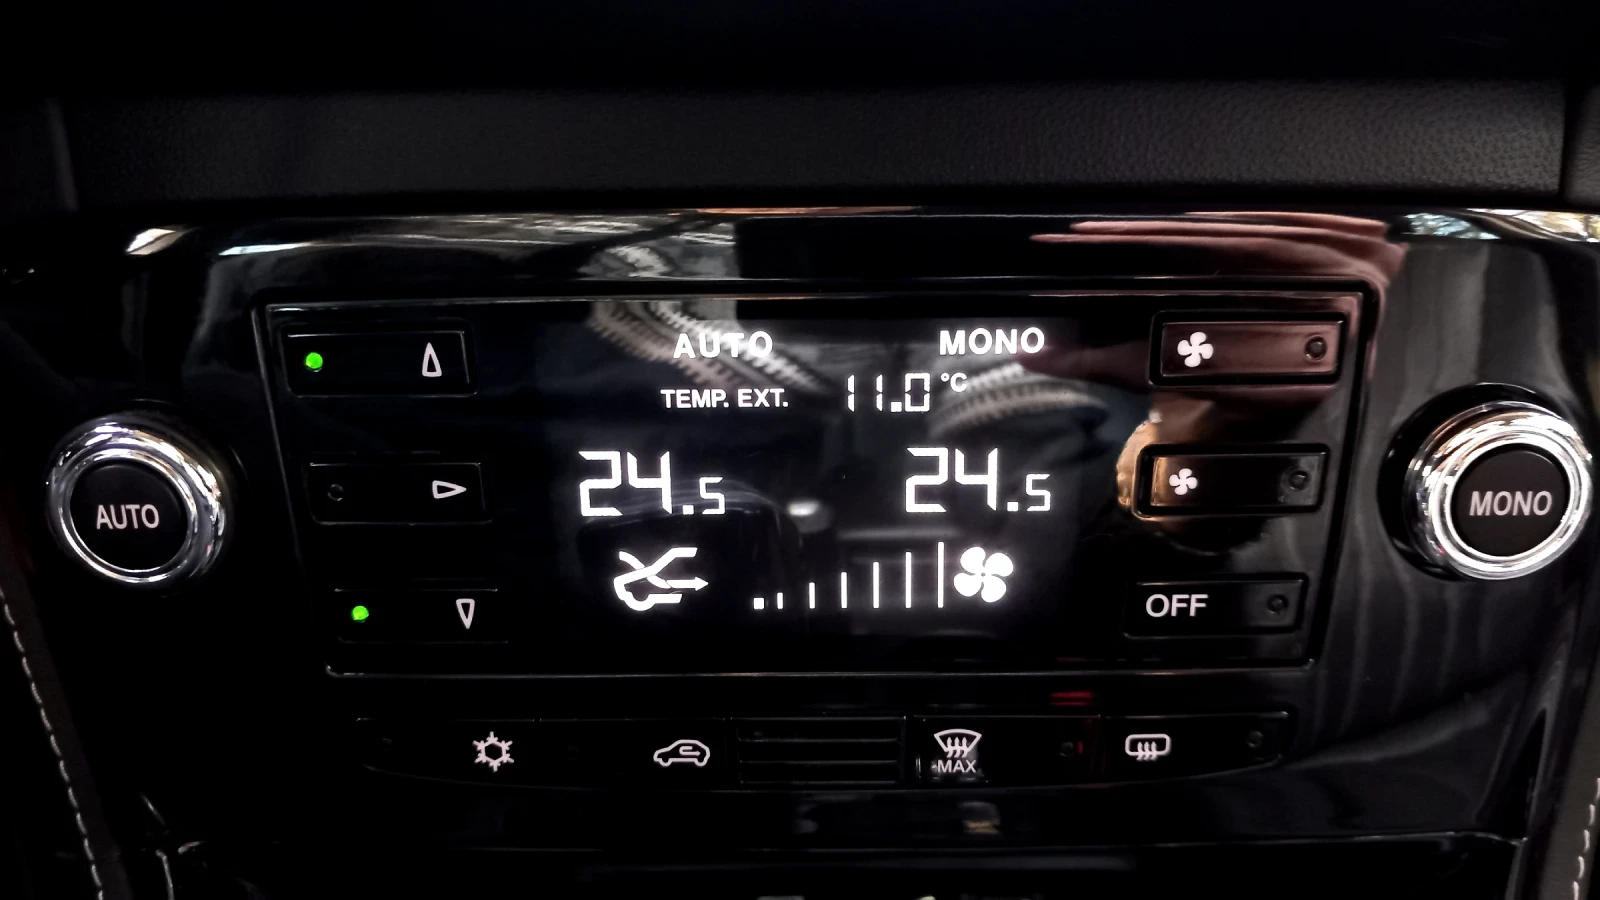 AUTO MONO
TEMP. EXT. 11.0 °C
24.5 24.5
AUTO
MONO
OFF
MAX